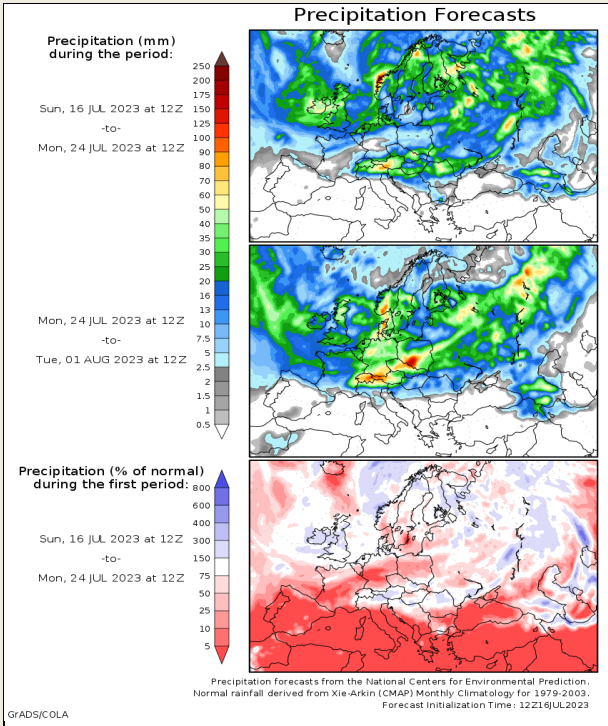 Precipitation Forecasts
Precipitation (mm)
during the period:
250
200
175
150
125
100
90
80
70
60
50
40
35
30
25
20
16
13
10
7.5
5
2.5
2
1.5
1
0.5
Sun, 16 JUL 2023 at 12Z
-to-
Mon, 24 JUL 2023 at 12Z
Mon, 24 JUL 2023 at 12Z
-to-
Tue, 01 AUG 2023 at 12Z
Precipitation (% of normal)
during the first period:
800
600
400
300
150
75
50
25
10
5
Sun, 16 JUL 2023 at 12Z
-to-
Mon, 24 JUL 2023 at 12Z
Precipitation forecasts from the National Centers for Environmental Prediction.
Normal rainfall derived from Xie-Arkin (CMAP) Monthly Climatology for 1979-2003.
Forecast Initialization Time: 12Z16JUL2023
GrADS/COLA